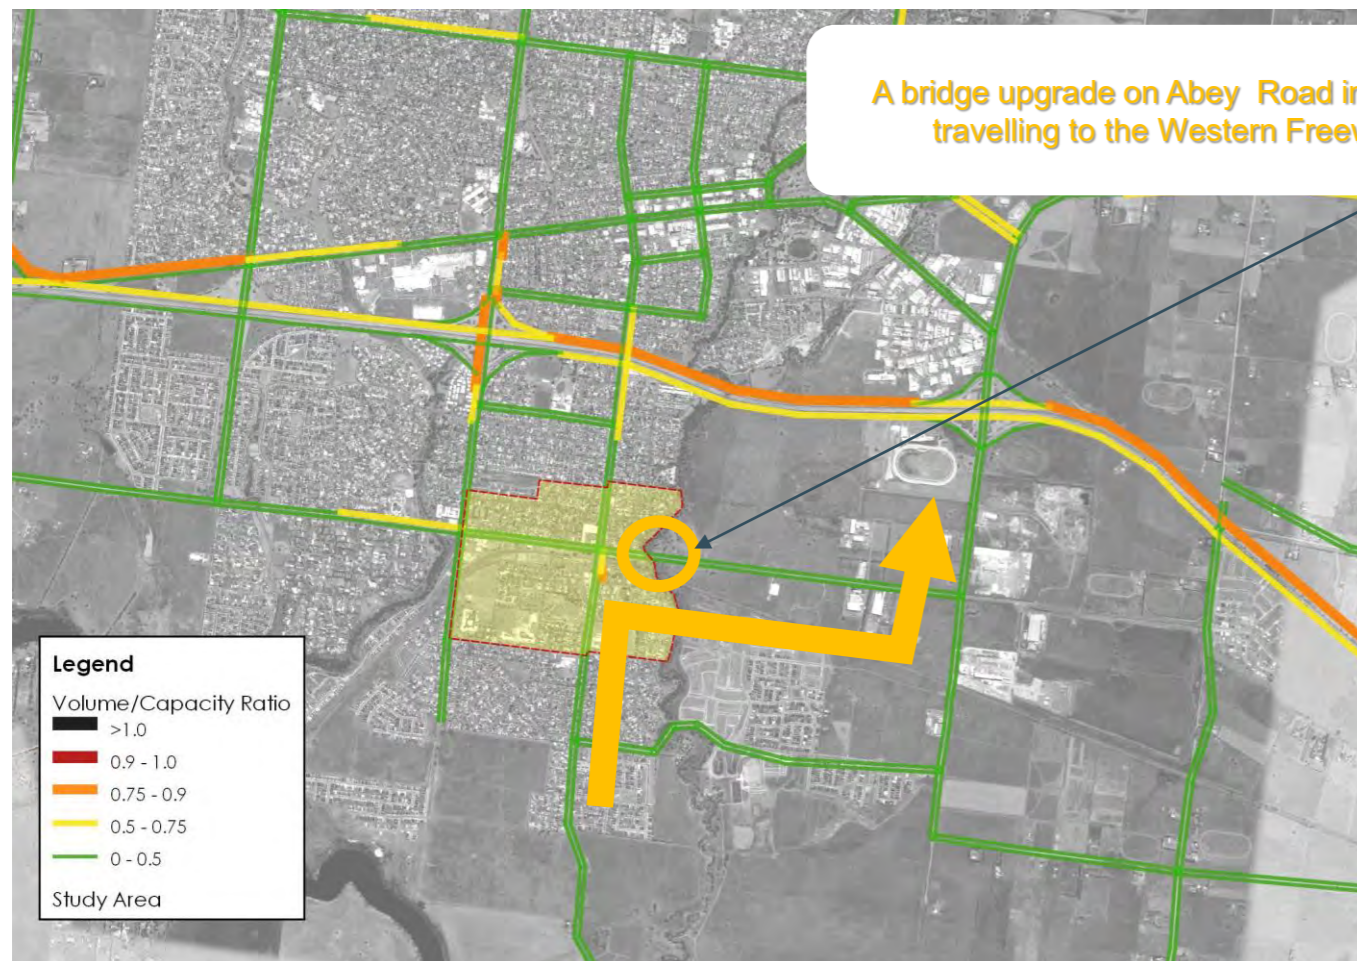 A bridge upgrade on Abey Road
travelling to the Western
Legend
Volume/Capacity Ratio
>1.0
0.9 - 1.0
0.75 - 0.9
0.5 - 0.75
0 - 0.5
Study Area